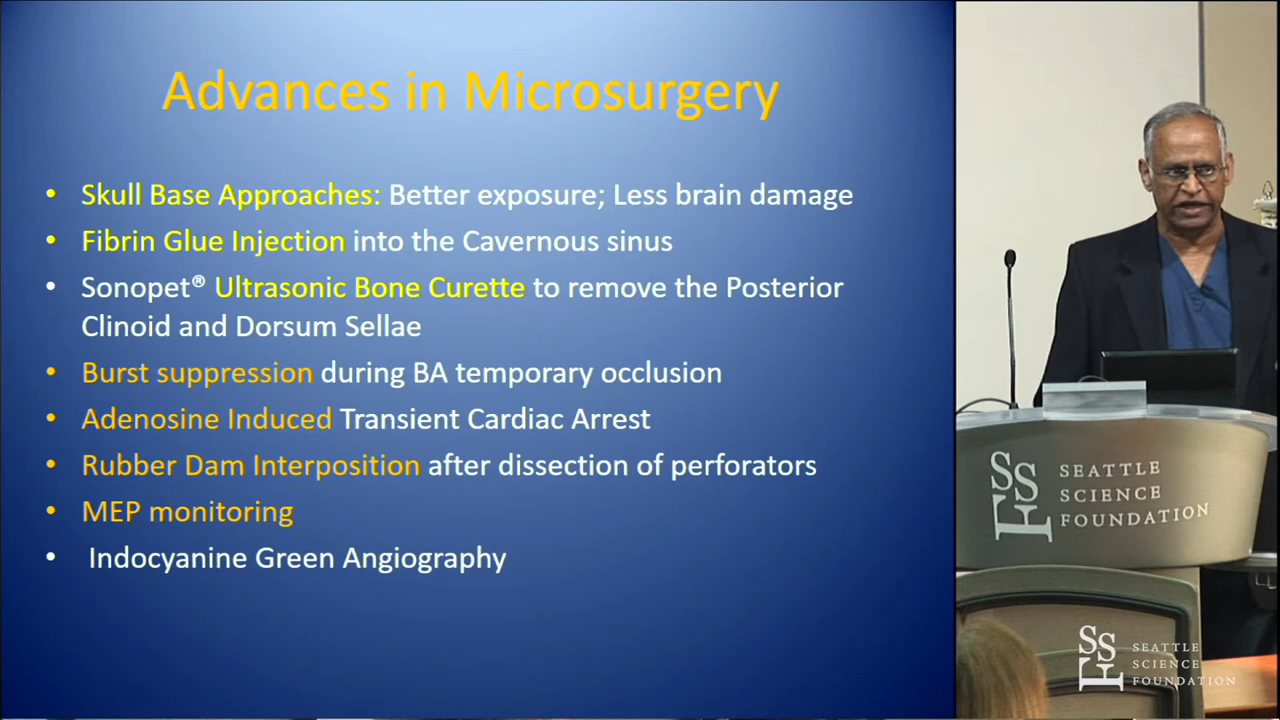 Advances in Microsurgery
• Skull Base Approaches: Better exposure; Less brain damage
• Fibrin Glue Injection into the Cavernous sinus
• Sonopet® Ultrasonic Bone Curette to remove the Posterior
Clinoid and Dorsum Sellae
• Burst suppression during BA temporary occlusion
• Adenosine Induced Transient Cardiac Arrest
• Rubber Dam Interposition after dissection of perforators
• MEP monitoring
• Indocyanine Green Angiography
SSF
SEATTLE
SCIENCE
FOUNDATION
SSF
SEATTLE
SCIENCE
FOUNDATION